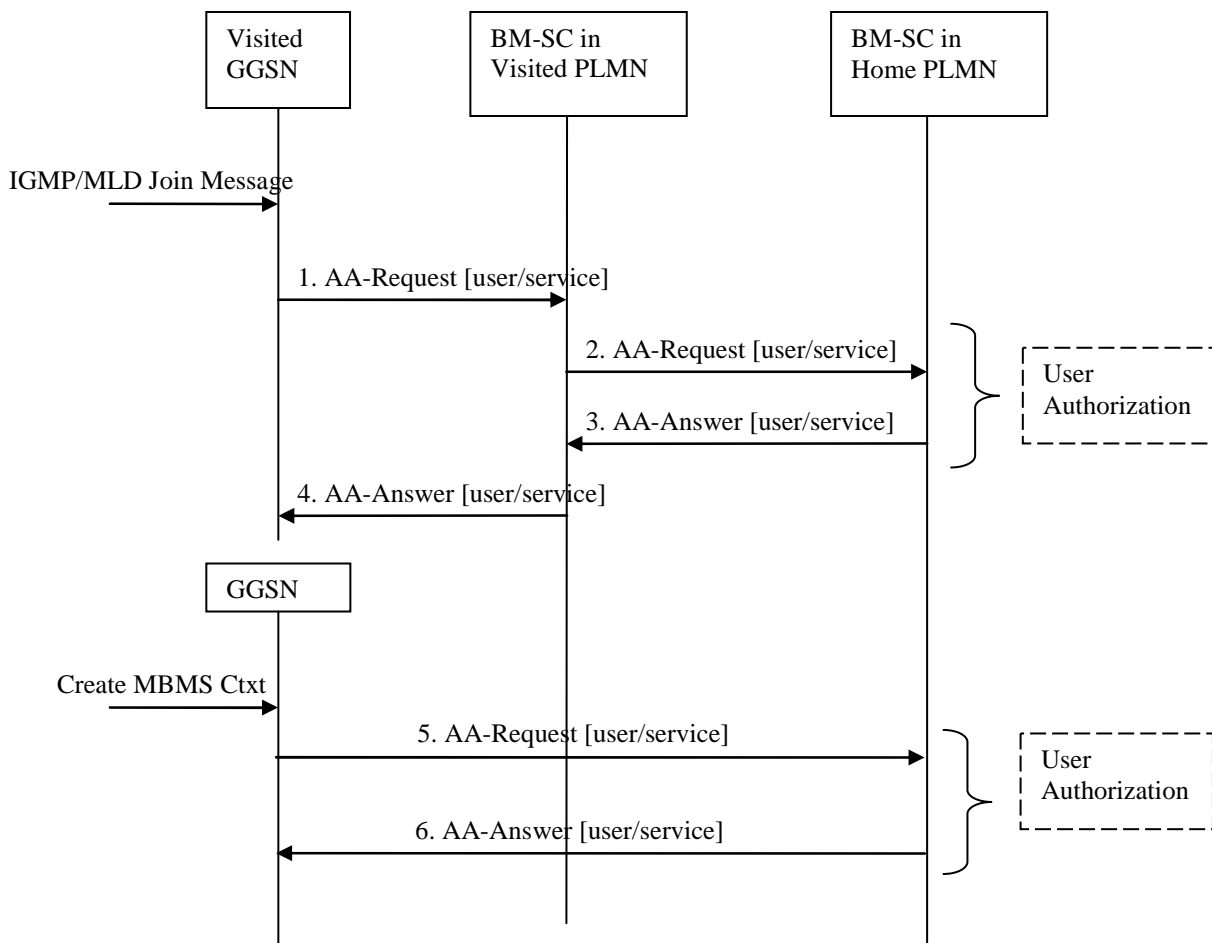 Visited
GGSN
BM-SC in
Visited PLMN
BM-SC in
Home PLMN
IGMP/MLD Join Message
1. AA-Request [user/service]
2. AA-Request [user/service]
User
Authorization
3. AA-Answer [user/service]
4. AA-Answer [user/service]
GGSN
Create MBMS Ctxt
5. AA-Request [user/service]
User
Authorization
6. AA-Answer [user/service]